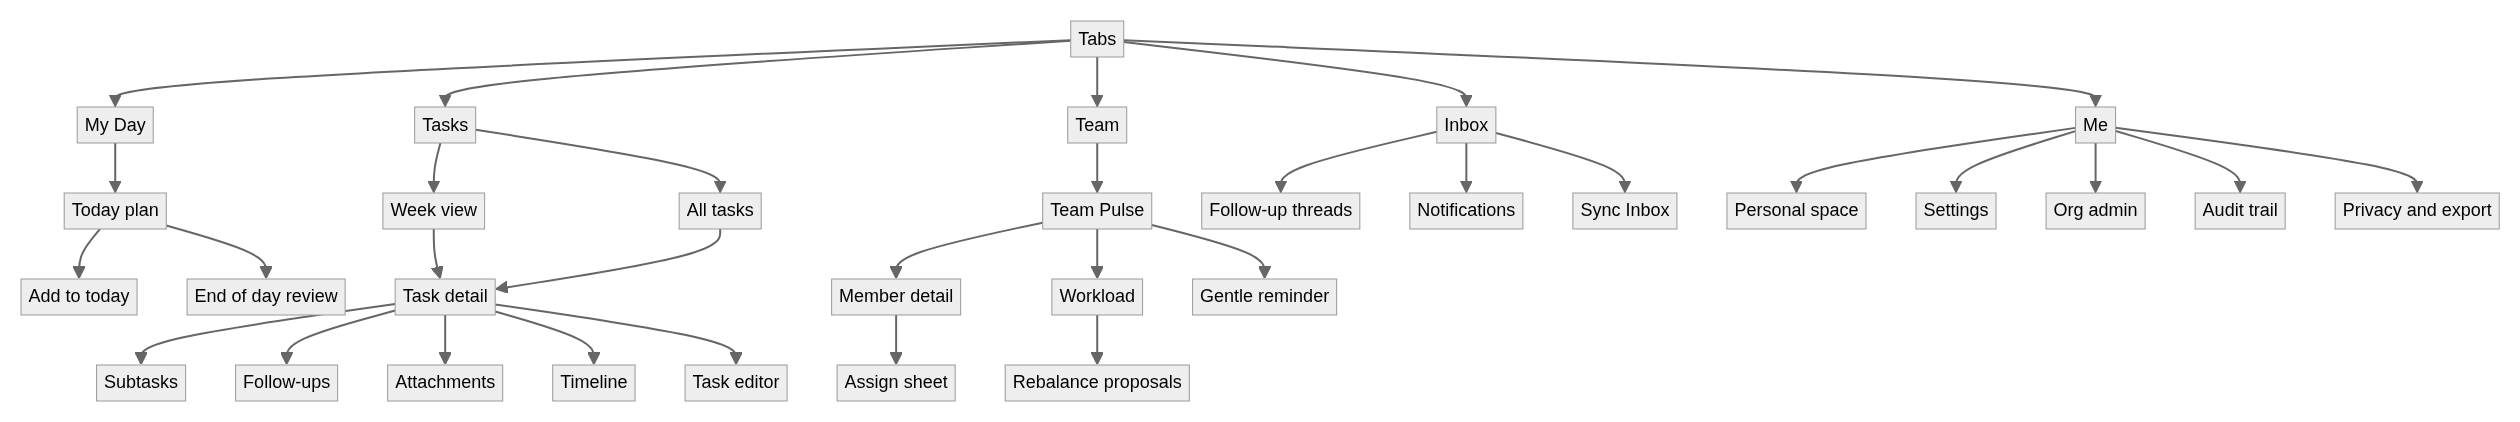 Tabs
My Day
Tasks
Team
Inbox
Me
Today plan
Week view
All tasks
Team Pulse
Follow-up threads
Notifications
Sync Inbox
Personal space
Settings
Org admin
Audit trail
Privacy and export
Add to today
End of day review
Task detail
Member detail
Workload
Gentle reminder
Subtasks
Follow-ups
Attachments
Timeline
Task editor
Assign sheet
Rebalance proposals